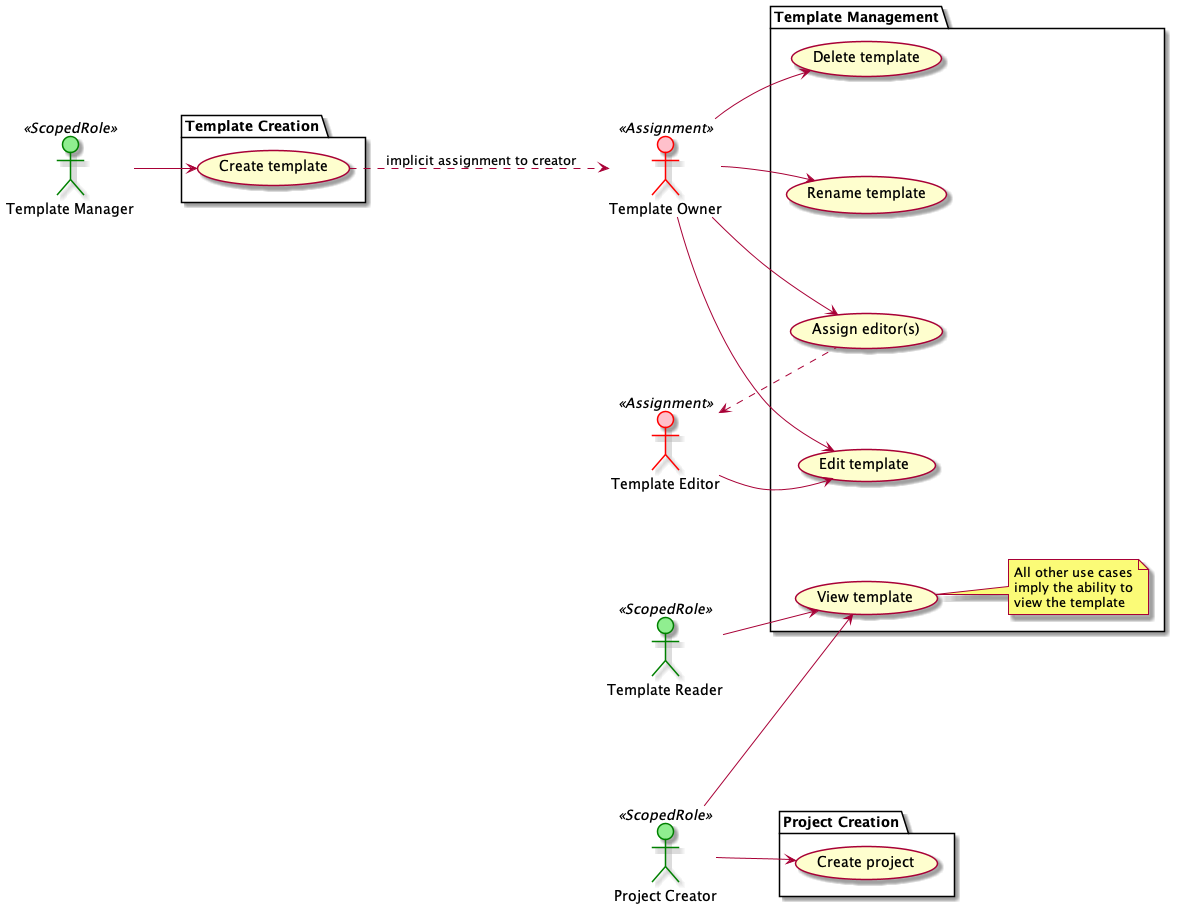 Template Management
Delete template
«ScopedRole»
Template Manager
Template Creation
Create template
implicit assignment to creator
«Assignment»
Template Owner
Rename template
Assign editor(s)
«Assignment»
Template Editor
Edit template
View template
All other use cases
imply the ability to
view the template
«ScopedRole»
Template Reader
«ScopedRole»
Project Creator
Project Creation
Create project